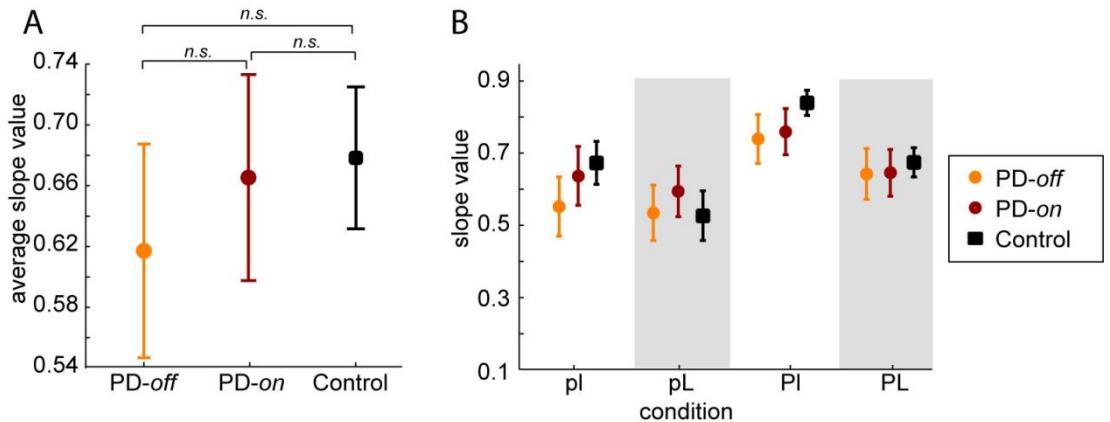 A
n.s.
n.s.
n.s.
0.74
0.70
0.66
0.62
0.58
0.54
average slope value
PD-off
PD-on
Control
B
0.9
0.7
0.5
0.3
0.1
slope value
pl
pL
Pl
PL
condition
PD-off
PD-on
Control